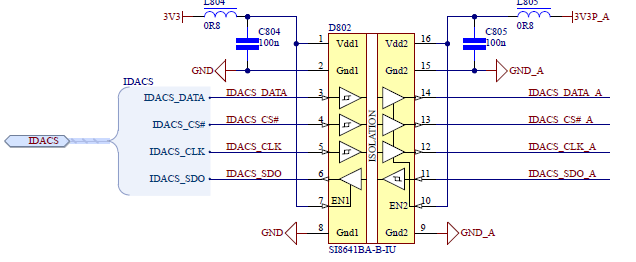 L804 D802 L805
3V3 0R8 C804 100n 1 Vdd1 Vdd2 16 C805 100n 0R8 3V3P_A
GND 2 Gnd1 Gnd2 15 GND_A
IDACS
IDACS_DATA IDACS_DATA 3 14 IDACS_DATA_A
IDACS_CS# IDACS_CS# 4 13 IDACS_CS#_A
IDACS IDACS_CLK IDACS_CLK 5 ISOLATION 12 IDACS_CLK_A
IDACS_SDO IDACS_SDO 6 11 IDACS_SDO_A
7 EN1 EN2 10
GND 8 Gnd1 Gnd2 9 GND_A
SI8641BA-B-IU